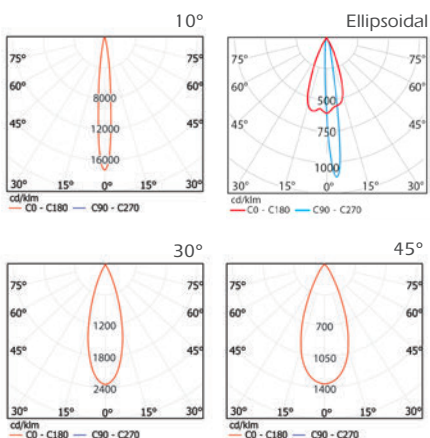 10°
75° 75°
60° 60°
8000
45° 45°
12000
16000
30° 15° 0° 15° 30°
cd/klm
C0 - C180 C90 - C270
Ellipsoidal
75° 75°
60° 60°
500
45° 45°
750
1000
30° 15° 0° 15° 30°
cd/klm
C0 - C180 C90 - C270
30°
75° 75°
60° 60°
1200
45° 45°
1800
2400
30° 15° 0° 15° 30°
cd/klm
C0 - C180 C90 - C270
45°
75° 75°
60° 60°
700
45° 45°
1050
1400
30° 15° 0° 15° 30°
cd/klm
C0 - C180 C90 - C270